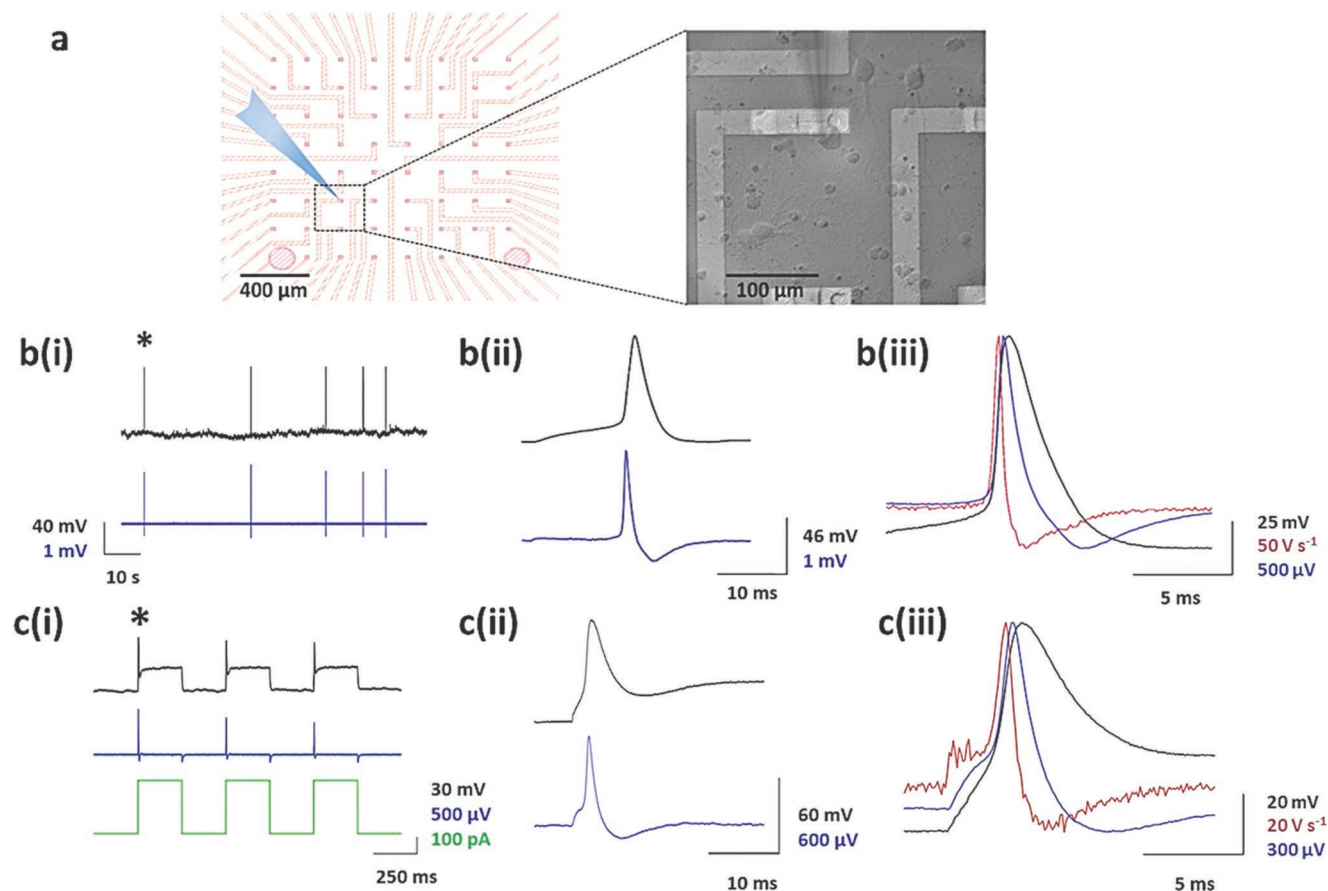 a
400 μm
100 μm
b(i)
*
40 mV
1 mV
10 s
b(ii)
46 mV
1 mV
10 ms
b(iii)
25 mV
50 V s⁻¹
500 μV
5 ms
c(i)
*
30 mV
500 μV
100 pA
250 ms
c(ii)
60 mV
600 μV
10 ms
c(iii)
20 mV
20 V s⁻¹
300 μV
5 ms